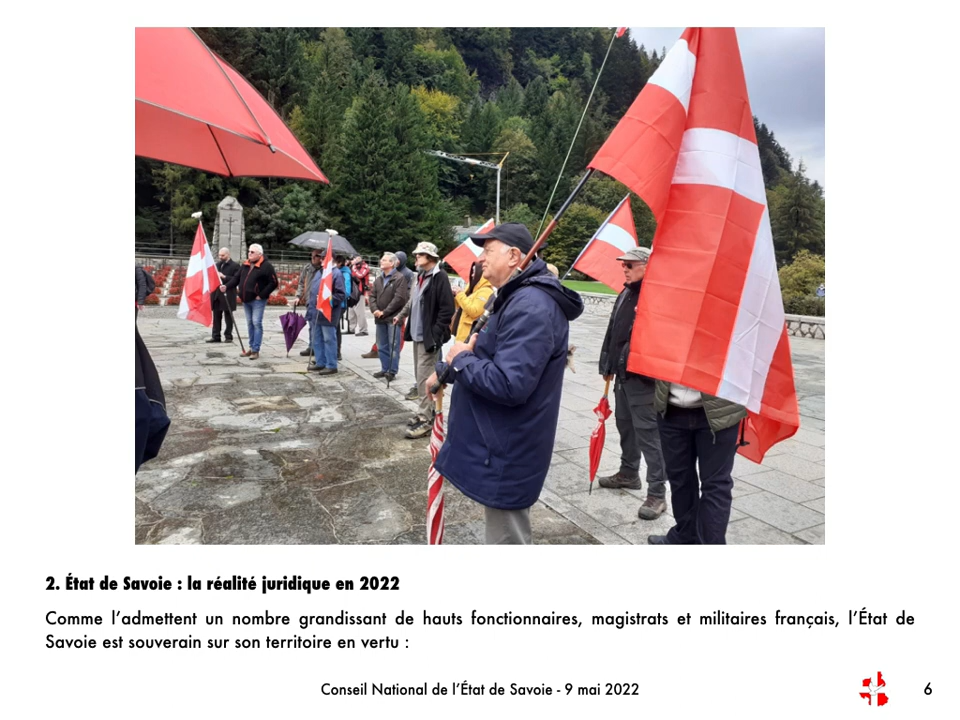 2. État de Savoie : la réalité juridique en 2022
Comme l’admettent un nombre grandissant de hauts fonctionnaires, magistrats et militaires français, l’État de
Savoie est souverain sur son territoire en vertu :
Conseil National de l’État de Savoie - 9 mai 2022
6